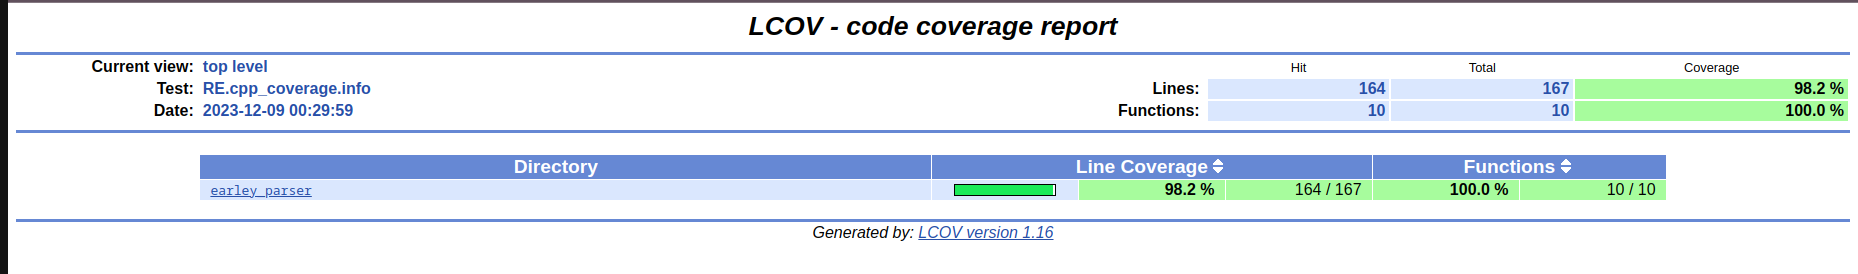 LCOV - code coverage report
Current view: top level
Hit Total Coverage
Test: RE.cpp_coverage.info
Lines: 164 167 98.2 %
Date: 2023-12-09 00:29:59
Functions: 10 10 100.0 %
Directory Line Coverage Functions
earley_parser 98.2 % 164 / 167 100.0 % 10 / 10
Generated by: LCOV version 1.16